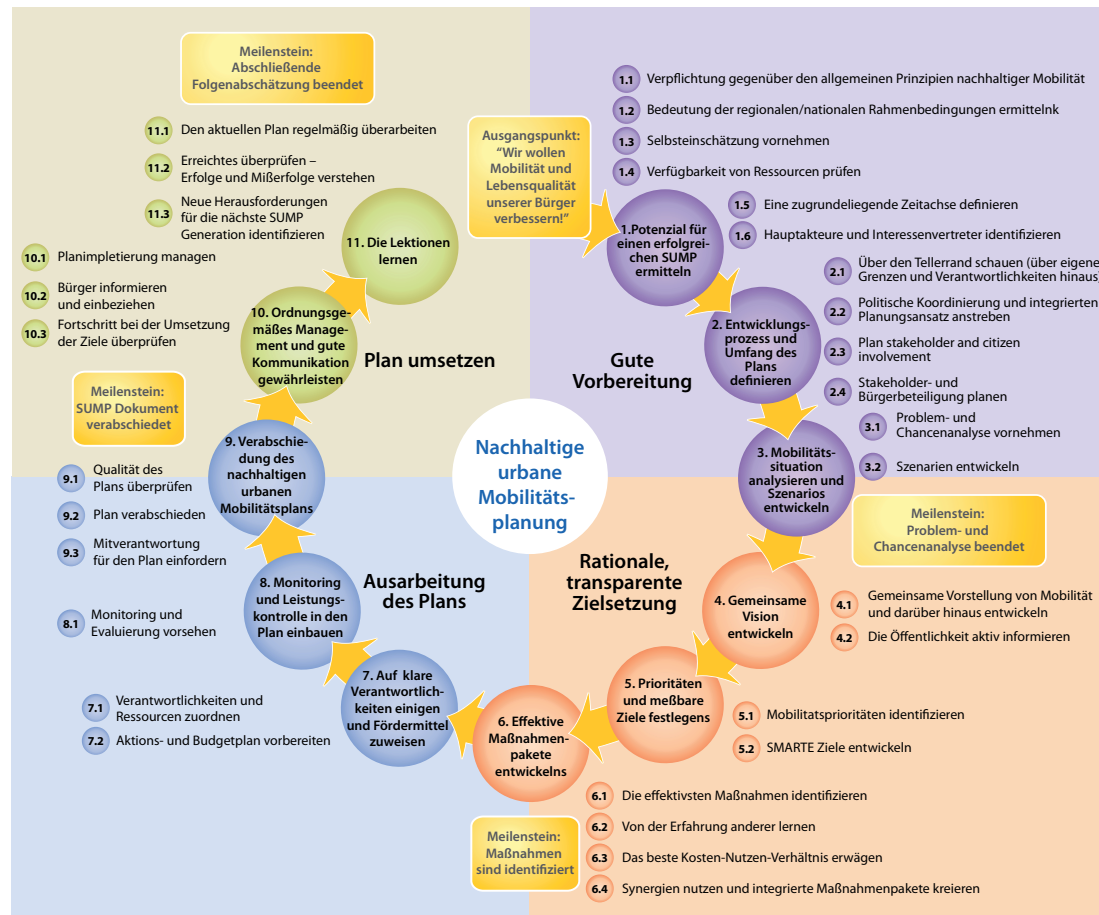 Meilenstein:
Abschließende
Folgenabschätzung beendet
11.1 Den aktuellen Plan regelmäßig überarbeiten
11.2 Erreichtes überprüfen –
Erfolge und Mißerfolge verstehen
11.3 Neue Herausforderungen
für die nächste SUMP
Generation identifizieren
10.1 Planimpletierung managen
10.2 Bürger informieren
und einbeziehen
10.3 Fortschritt bei der Umsetzung
der Ziele überprüfen
11. Die Lektionen
lernen
10. Ordnungsge-
mäßes Manage-
ment und gute
Kommunikation
gewährleisten
Plan umsetzen
Ausgangspunkt:
“Wir wollen
Mobilität und
Lebensqualität
unserer Bürger
verbessern!”
1.1 Verpflichtung gegenüber den allgemeinen Prinzipien nachhaltiger Mobilität
1.2 Bedeutung der regionalen/nationalen Rahmenbedingungen ermittelnk
1.3 Selbsteinschätzung vornehmen
1.4 Verfügbarkeit von Ressourcen prüfen
1.5 Eine zugrundeliegende Zeitachse definieren
1.6 Hauptakteure und Interessenvertreter identifizieren
1.Potenzial für
einen erfolgrei-
chen SUMP
ermitteln
2.1 Über den Tellerrand schauen (über eigene
Grenzen und Verantwortlichkeiten hinaus)
2.2 Politische Koordinierung und integrierten
Planungsansatz anstreben
2.3 Plan stakeholder and citizen
involvement
2.4 Stakeholder- und
Bürgerbeteiligung planen
2. Entwicklungs-
prozess und
Umfang des
Plans
definieren
Gute
Vorbereitung
3.1 Problem- und
Chancenanalyse vornehmen
3.2 Szenarien entwickeln
3. Mobilitäts-
situation
analysieren und
Szenarios
entwickeln
Meilenstein:
Problem- und
Chancenanalyse beendet
Nachhaltige
urbane
Mobilitäts-
planung
Meilenstein:
SUMP Dokument
verabschiedet
9.1 Qualität des
Plans überprüfen
9.2 Plan verabschieden
9.3 Mitverantwortung
für den Plan einfordern
9. Verabschie-
dung des
nachhaltigen
urbanen
Mobilitätsplans
8. Monitoring
und Leistungs-
kontrolle in den
Plan einbauen
Ausarbeitung
des Plans
8.1 Monitoring und
Evaluierung vorsehen
7.1 Verantwortlichkeiten und
Ressourcen zuordnen
7.2 Aktions- und Budgetplan vorbereiten
7. Auf klare
Verantwortlich-
keiten einigen
und Fördermittel
zuweisen
Rationale,
transparente
Zielsetzung
4. Gemeinsame
Vision
entwickeln
4.1 Gemeinsame Vorstellung von Mobilität
und darüber hinaus entwickeln
4.2 Die Öffentlichkeit aktiv informieren
5. Prioritäten
und meßbare
Ziele festlegens
5.1 Mobilitatsprioritäten identifizieren
5.2 SMARTE Ziele entwickeln
6. Effektive
Maßnahmen-
pakete
entwickelns
6.1 Die effektivsten Maßnahmen identifizieren
6.2 Von der Erfahrung anderer lernen
6.3 Das beste Kosten-Nutzen-Verhältnis erwägen
6.4 Synergien nutzen und integrierte Maßnahmenpakete kreieren
Meilenstein:
Maßnahmen
sind identifiziert